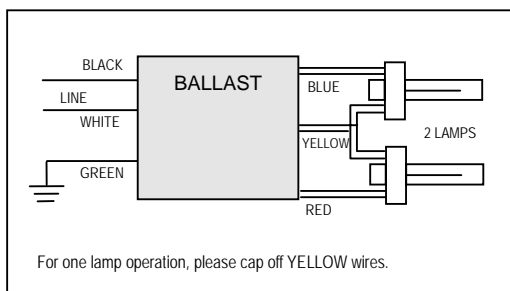 BLACK
BALLAST
BLUE
LINE
WHITE
2 LAMPS
YELLOW
GREEN
RED
For one lamp operation, please cap off YELLOW wires.